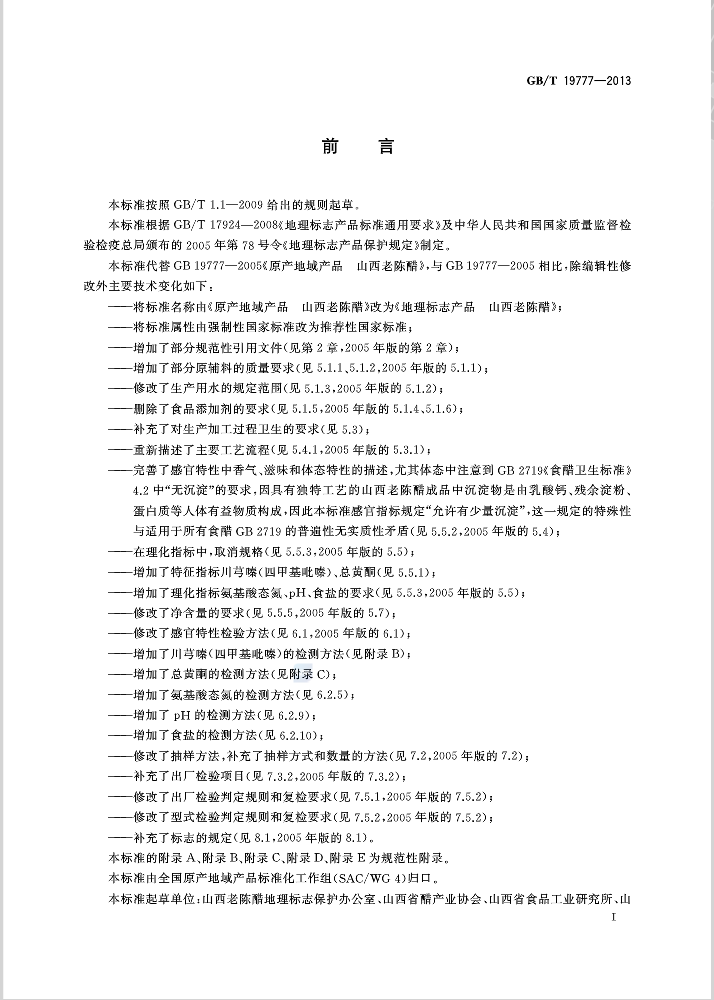 GB/T 19777—2013
前　言
本标准按照 GB/T 1.1—2009 给出的规则起草。
本标准根据 GB/T 17924—2008《地理标志产品标准通用要求》及中华人民共和国国家质量监督检
验检疫总局颁布的 2005 年第 78 号令《地理标志产品保护规定》制定。
本标准代替 GB 19777—2005《原产地域产品　山西老陈醋》,与 GB 19777—2005 相比,除编辑性修
改外主要技术变化如下:
——将标准名称由《原产地域产品　山西老陈醋》改为《地理标志产品　山西老陈醋》;
——将标准属性由强制性国家标准改为推荐性国家标准;
——增加了部分规范性引用文件(见第 2 章,2005 年版的第 2 章);
——增加了部分原辅料的质量要求(见 5.1.1、5.1.2,2005 年版的 5.1.1);
——修改了生产用水的规定范围(见 5.1.3,2005 年版的 5.1.2);
——删除了食品添加剂的要求(见 5.1.5,2005 年版的 5.1.4、5.1.6);
——补充了对生产加工过程卫生的要求(见 5.3);
——重新描述了主要工艺流程(见 5.4.1,2005 年版的 5.3.1);
——完善了感官特性中香气、滋味和体态特性的描述,尤其体态中注意到 GB 2719《食醋卫生标准》
4.2 中“无沉淀”的要求,因具有独特工艺的山西老陈醋成品中沉淀物是由乳酸钙、残余淀粉、
蛋白质等人体有益物质构成,因此本标准感官指标规定“允许有少量沉淀”,这一规定的特殊性
与适用于所有食醋 GB 2719 的普遍性无实质性矛盾(见 5.5.2,2005 年版的 5.4);
——在理化指标中,取消规格(见 5.5.3,2005 年版的 5.5);
——增加了特征指标川芎嗪(四甲基吡嗪)、总黄酮(见 5.5.1);
——增加了理化指标氨基酸态氮、pH、食盐的要求(见 5.5.3,2005 年版的 5.5);
——修改了净含量的要求(见 5.5.5,2005 年版的 5.7);
——修改了感官特性检验方法(见 6.1,2005 年版的 6.1);
——增加了川芎嗪(四甲基吡嗪)的检测方法(见附录 B);
——增加了总黄酮的检测方法(见附录 C);
——增加了氨基酸态氮的检测方法(见 6.2.5);
——增加了 pH 的检测方法(见 6.2.9);
——增加了食盐的检测方法(见 6.2.10);
——修改了抽样方法,补充了抽样方式和数量的方法(见 7.2,2005 年版的 7.2);
——补充了出厂检验项目(见 7.3.2,2005 年版的 7.3.2);
——修改了出厂检验判定规则和复检要求(见 7.5.1,2005 年版的 7.5.2);
——修改了型式检验判定规则和复检要求(见 7.5.2,2005 年版的 7.5.2);
——补充了标志的规定(见 8.1,2005 年版的 8.1)。
本标准的附录 A、附录 B、附录 C、附录 D、附录 E 为规范性附录。
本标准由全国原产地域产品标准化工作组(SAC/WG 4)归口。
本标准起草单位:山西老陈醋地理标志保护办公室、山西省醋产业协会、山西省食品工业研究所、山
I